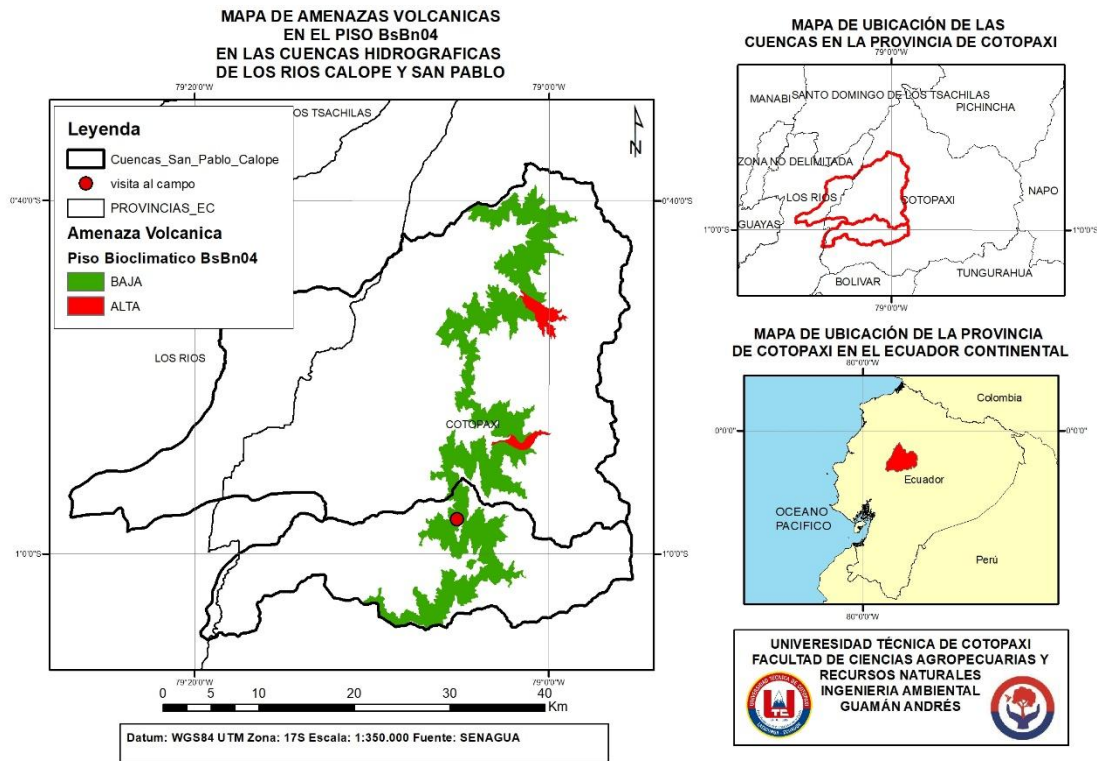 MAPA DE AMENAZAS VOLCANICAS
EN EL PISO BsBn04
EN LAS CUENCAS HIDROGRAFICAS
DE LOS RIOS CALOPE Y SAN PABLO
79°20'0"W
79°0'0"W
OS TSACHILAS
Leyenda
Cuencas_San_Pablo_Calope
visita al campo
PROVINCIAS_EC
Amenaza Volcanica
Piso Bioclimatico BsBn04
BAJA
ALTA
N
0°40'0"S
0°40'0"S
LOS RIOS
COTOPAXI
1°0'0"S
1°0'0"S
79°20'0"W
79°0'0"W
0 5 10 20 30 40
Km
Datum: WGS84 UTM Zona: 17S Escala: 1:350.000 Fuente: SENAGUA
MAPA DE UBICACIÓN DE LAS
CUENCAS EN LA PROVINCIA DE COTOPAXI
79°0'0"W
MANABI
SANTO DOMINGO DE LOS TSACHILAS
PICHINCHA
ZONA NO DELIMITADA
NAPO
LOS RIOS
COTOPAXI
GUAYAS
1°0'0"S
1°0'0"S
TUNGURAHUA
BOLIVAR
79°0'0"W
MAPA DE UBICACIÓN DE LA PROVINCIA
DE COTOPAXI EN EL ECUADOR CONTINENTAL
80°0'0"W
Colombia
0°0'0"
0°0'0"
Ecuador
OCEANO
PACIFICO
Perú
80°0'0"W
UNIVERESIDAD TÉCNICA DE COTOPAXI
FACULTAD DE CIENCIAS AGROPECUARIAS Y
RECURSOS NATURALES
INGENIERIA AMBIENTAL
GUAMÁN ANDRÉS